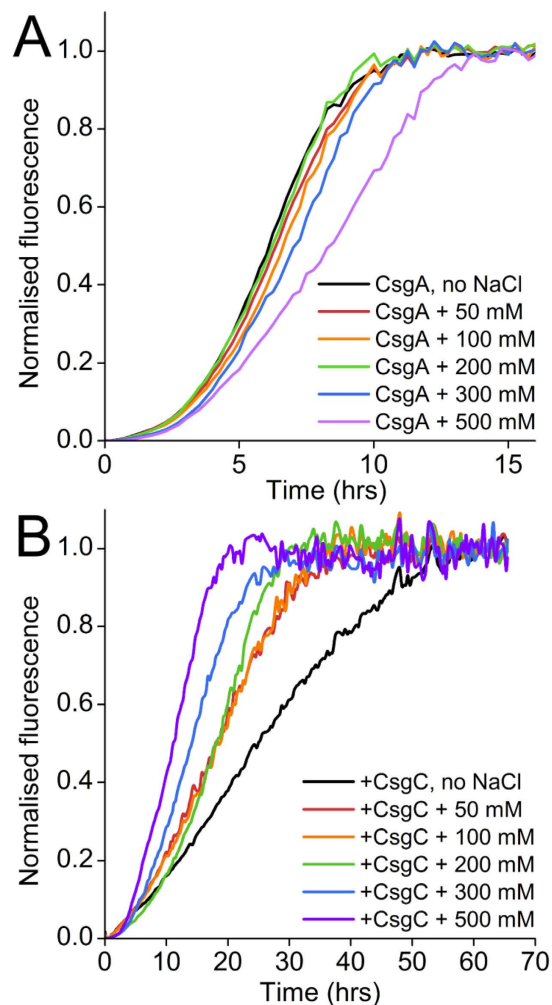 A
Normalised fluorescence
1.0
0.8
0.6
0.4
0.2
0.0
CsgA, no NaCl
CsgA + 50 mM
CsgA + 100 mM
CsgA + 200 mM
CsgA + 300 mM
CsgA + 500 mM
0 5 10 15
Time (hrs)
B
Normalised fluorescence
1.0
0.8
0.6
0.4
0.2
0.0
+CsgC, no NaCl
+CsgC + 50 mM
+CsgC + 100 mM
+CsgC + 200 mM
+CsgC + 300 mM
+CsgC + 500 mM
0 10 20 30 40 50 60 70
Time (hrs)